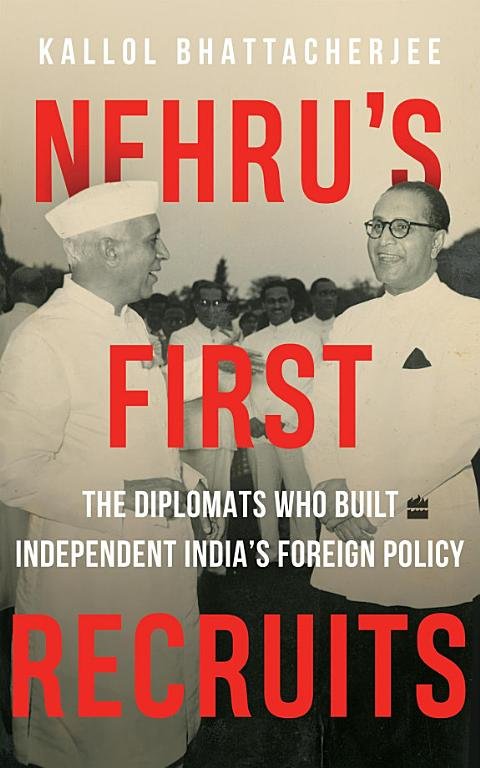 KALLOL BHATTACHERJEE
NEHRU'S
FIRST
THE DIPLOMATS WHO BUILT
INDEPENDENT INDIA'S FOREIGN POLICY
RECRUITS